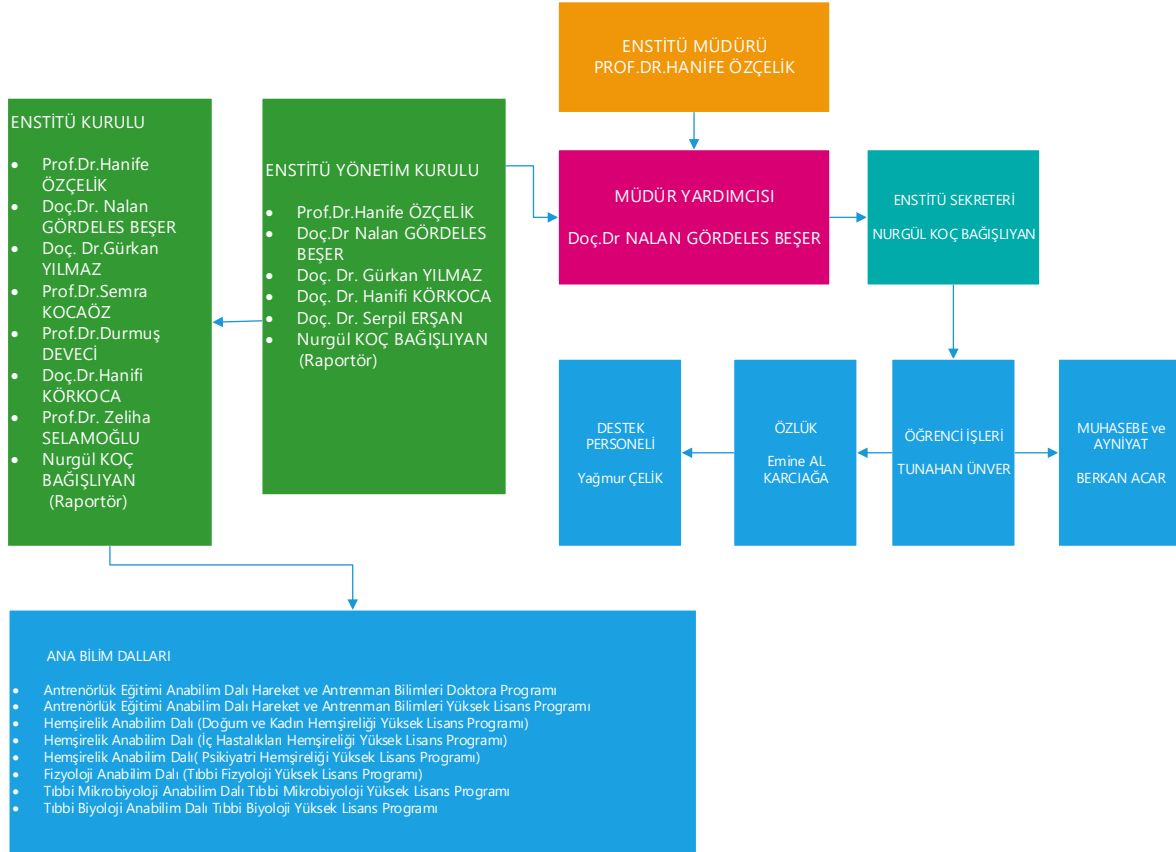 ENSTİTÜ MÜDÜRÜ
PROF.DR.HANİFE ÖZÇELİK
ENSTİTÜ KURULU
• Prof.Dr.Hanife
ÖZÇELİK
• Doç.Dr. Nalan
GÖRDELES BEŞER
• Doç. Dr.Gürkan
YILMAZ
• Prof.Dr.Semra
KOCAÖZ
• Prof.Dr.Durmuş
DEVECİ
• Doç.Dr.Hanifi
KÖRKOCA
• Prof.Dr. Zeliha
SELAMOĞLU
• Nurgül KOÇ
BAĞIŞLIYAN
(Raportör)
ENSTİTÜ YÖNETİM KURULU
• Prof.Dr.Hanife ÖZÇELİK
• Doç.Dr Nalan GÖRDELES
BEŞER
• Doç. Dr. Gürkan YILMAZ
• Doç. Dr. Hanifi KÖRKOCA
• Doç. Dr. Serpil ERŞAN
• Nurgül KOÇ BAĞIŞLIYAN
(Raportör)
MÜDÜR YARDIMCISI
Doç.Dr NALAN GÖRDELES BEŞER
ENSTİTÜ SEKRETERİ
NURGÜL KOÇ BAĞIŞLIYAN
DESTEK
PERSONELİ
Yağmur ÇELİK
ÖZLÜK
Emine AL
KARCIAĞA
ÖĞRENCİ İŞLERİ
TUNAHAN ÜNVER
MUHASEBE ve
AYNİYAT
BERKAN ACAR
ANA BİLİM DALLARI
• Antrenörlük Eğitimi Anabilim Dalı Hareket ve Antrenman Bilimleri Doktora Programı
• Antrenörlük Eğitimi Anabilim Dalı Hareket ve Antrenman Bilimleri Yüksek Lisans Programı
• Hemşirelik Anabilim Dalı (Doğum ve Kadın Hemşireliği Yüksek Lisans Programı)
• Hemşirelik Anabilim Dalı (İç Hastalıkları Hemşireliği Yüksek Lisans Programı)
• Hemşirelik Anabilim Dalı( Psikiyatri Hemşireliği Yüksek Lisans Programı)
• Fizyoloji Anabilim Dalı (Tıbbi Fizyoloji Yüksek Lisans Programı)
• Tıbbi Mikrobiyoloji Anabilim Dalı Tıbbi Mikrobiyoloji Yüksek Lisans Programı
• Tıbbi Biyoloji Anabilim Dalı Tıbbi Biyoloji Yüksek Lisans Programı